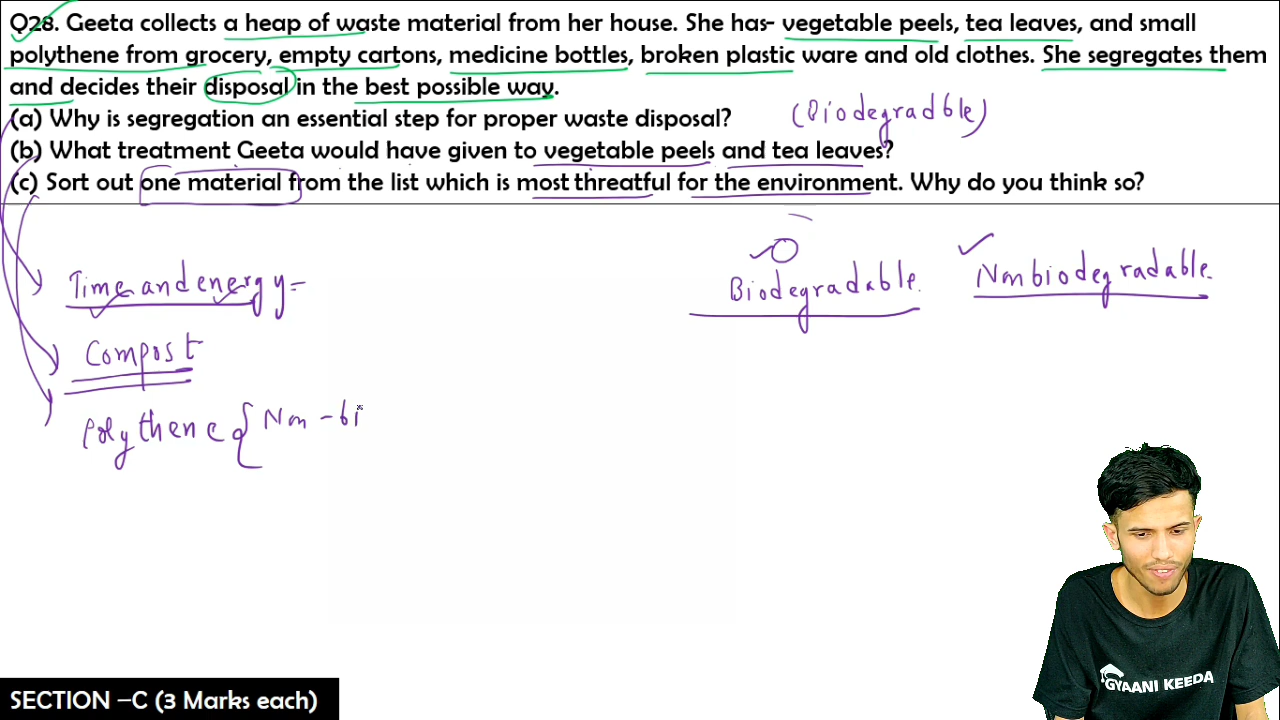 Q28. Geeta collects a heap of waste material from her house. She has- vegetable peels, tea leaves, and small
polythene from grocery, empty cartons, medicine bottles, broken plastic ware and old clothes. She segregates them
and decides their disposal in the best possible way.
(a) Why is segregation an essential step for proper waste disposal?
(Biodegradble)
(b) What treatment Geeta would have given to vegetable peels and tea leaves?
(c) Sort out one material from the list which is most threatful for the environment. Why do you think so?
Time and energy =
Biodegradable.
Nonbiodegradable.
Compost
Polythene { Non - bi
GYAANI KEEDA
SECTION –C (3 Marks each)